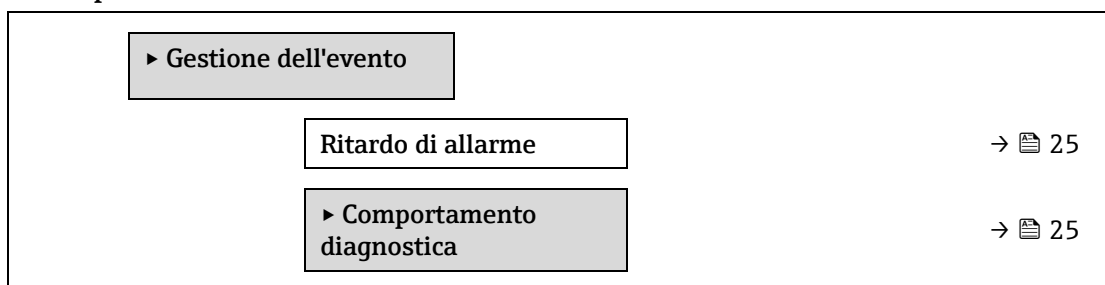 ▸ Gestione dell'evento
Ritardo di allarme → 25
▸ Comportamento
diagnostica → 25